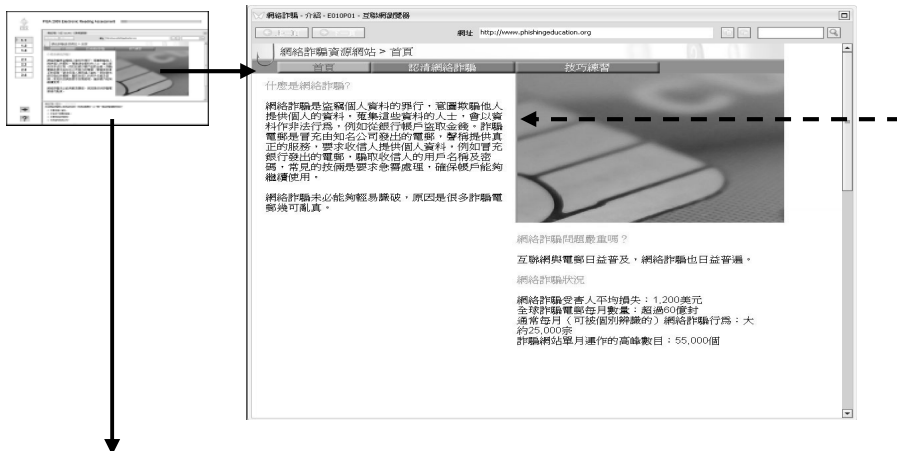 PISA 2009 Electronic Reading Assessment
網絡詐騙 - 介紹 - E010P01 - 互聯網瀏覽器
網址 http://www.phishingeducation.org
網絡詐騙資源網站 > 首頁
首頁 認清網絡詐騙 技巧練習
什麼是網絡詐騙?
網絡詐騙是盜竊個人資料的罪行，意圖欺騙他人
提供個人的資料。蒐集這些資料的人士，會以資
料作非法行為，例如從銀行帳戶盜取金錢。詐騙
電郵是冒充由知名公司發出的電郵，聲稱提供真
正的服務，要求收信人提供個人資料，例如冒充
銀行發出的電郵，騙取收信人的用戶名稱及密
碼，常見的技倆是要求急需處理，確保帳戶能夠
繼續使用。
網絡詐騙未必能夠輕易識破，原因是很多詐騙電
郵幾可亂真。
網絡詐騙問題嚴重嗎？
互聯網與電郵日益普及，網絡詐騙也日益普遍。
網絡詐騙狀況
網絡詐騙受害人平均損失：1,200美元
全球詐騙電郵每月數量：超過60億封
通常每月（可被個別辨識的）網絡詐騙行為：大
約25,000宗
詐騙網站單月運作的高峰數目：55,000個